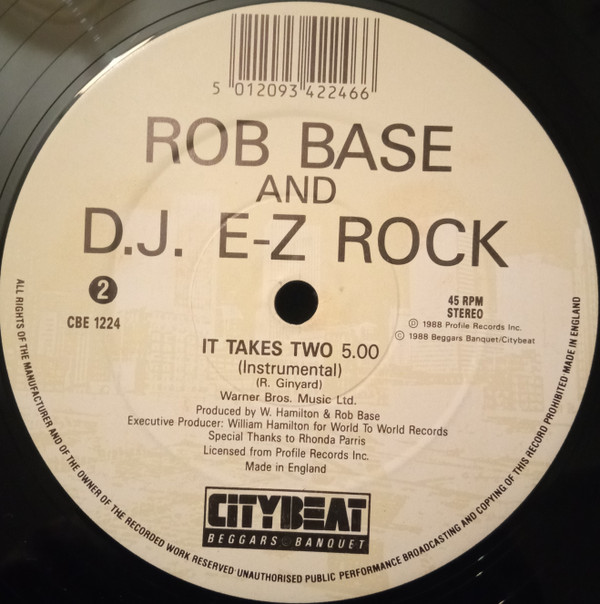 5 012093 422466
ROB BASE
AND
D.J. E-Z ROCK
2
CBE 1224
45 RPM
STEREO
Ⓟ 1988 Profile Records Inc.
© 1988 Beggars Banquet/Citybeat
IT TAKES TWO 5.00
(Instrumental)
(R. Ginyard)
Warner Bros. Music Ltd.
Produced by W. Hamilton & Rob Base
Executive Producer: William Hamilton for World To World Records
Special Thanks to Rhonda Parris
Licensed from Profile Records Inc.
Made in England
CITYBEAT
BEGGARS BANQUET
ALL RIGHTS OF THE MANUFACTURER AND OF THE OWNER OF THE RECORDED WORK RESERVED·UNAUTHORISED PUBLIC PERFORMANCE BROADCASTING AND COPYING OF THIS RECORD PROHIBITED MADE IN ENGLAND